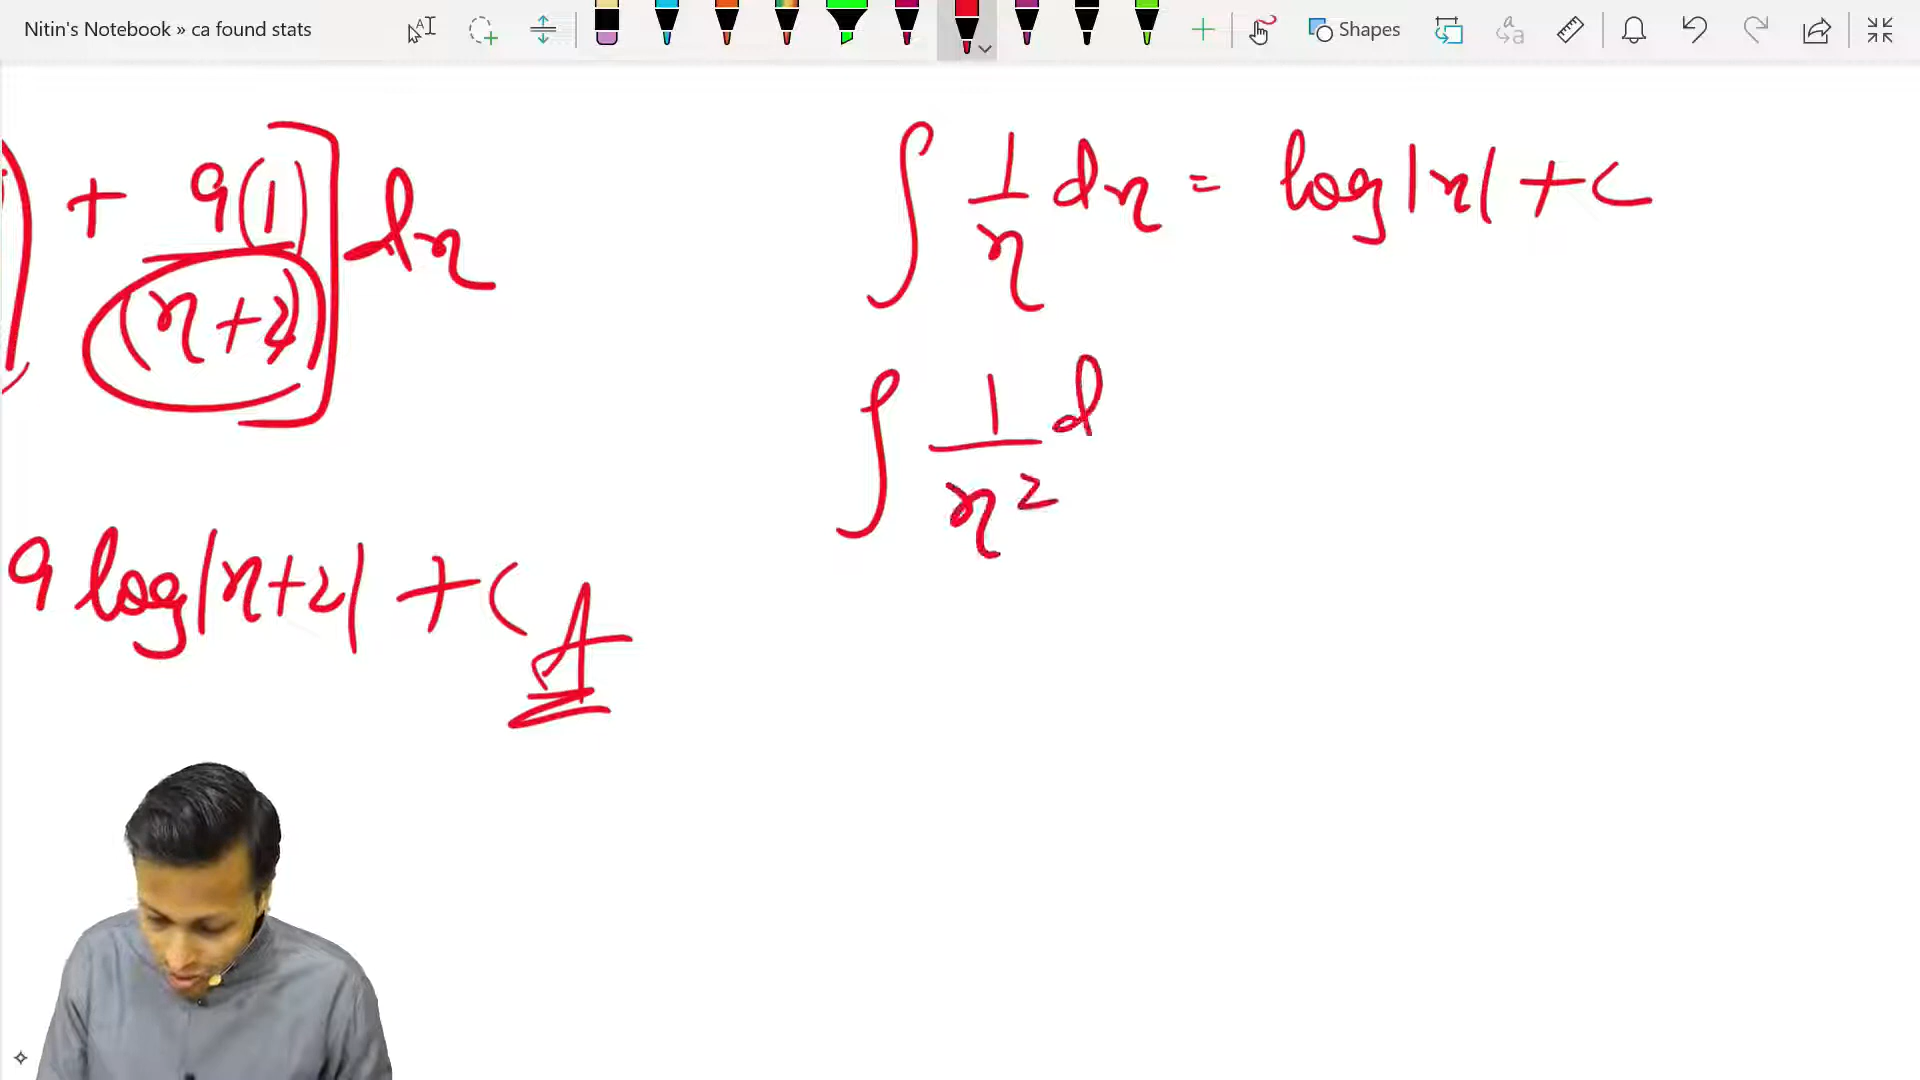 Nitin's Notebook » ca found stats
Shapes
+ 9(1)/(x+2) ] dx
9 log|x+2| + C A
∫ 1/x dx = log|x| + C
∫ 1/x² d